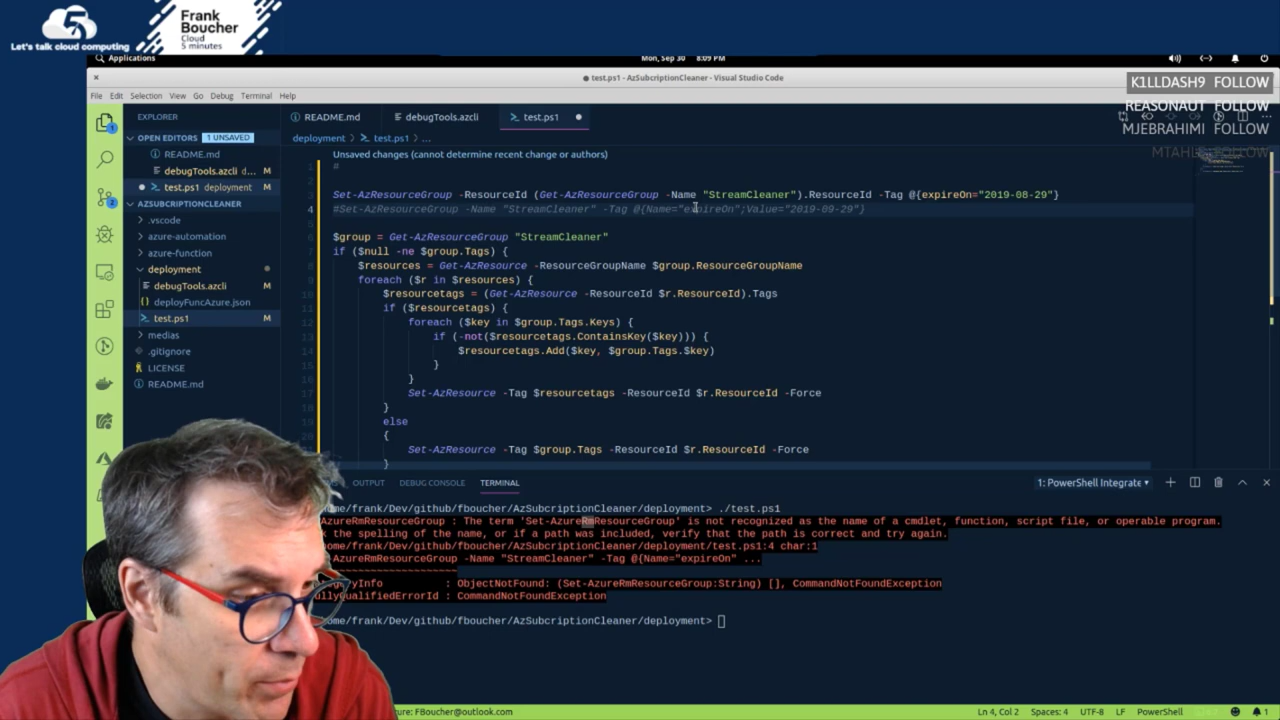 5
Let's talk cloud computing
Frank
Boucher
Cloud
5 minutes
Applications
Mon, Sep 30 8:09 PM
● test.ps1 - AzSubcriptionCleaner - Visual Studio Code
K1LLDASH9 FOLLOW
REASONAUT FOLLOW
MJEBRAHIMI FOLLOW
FOLLOW
File Edit Selection View Go Debug Terminal Help
EXPLORER
README.md
debugTools.azcli
test.ps1
OPEN EDITORS 1 UNSAVED
deployment > test.ps1 > ...
README.md
Unsaved changes (cannot determine recent change or authors)
debugTools.azcli d...
1 #
test.ps1 deployment M
Set-AzResourceGroup -ResourceId (Get-AzResourceGroup -Name "StreamCleaner").ResourceId -Tag @{expireOn="2019-08-29"}
AZSUBCRIPTIONCLEANER
4 #Set-AzResourceGroup -Name "StreamCleaner" -Tag @{Name="expireOn";Value="2019-09-29"}
.vscode
azure-automation
$group = Get-AzResourceGroup "StreamCleaner"
azure-function
if ($null -ne $group.Tags) {
deployment
$resources = Get-AzResource -ResourceGroupName $group.ResourceGroupName
debugTools.azcli M
foreach ($r in $resources) {
deployFuncAzure.json
$resourcetags = (Get-AzResource -ResourceId $r.ResourceId).Tags
test.ps1 M
if ($resourcetags) {
medias
foreach ($key in $group.Tags.Keys) {
.gitignore
if (-not($resourcetags.ContainsKey($key))) {
LICENSE
$resourcetags.Add($key, $group.Tags.$key)
README.md
}
}
Set-AzResource -Tag $resourcetags -ResourceId $r.ResourceId -Force
}
else
{
Set-AzResource -Tag $group.Tags -ResourceId $r.ResourceId -Force
}
OUTPUT DEBUG CONSOLE TERMINAL
1: PowerShell Integrate
/frank/Dev/github/fboucher/AzSubcriptionCleaner/deployment> ./test.ps1
AzureRmResourceGroup : The term 'Set-AzureRmResourceGroup' is not recognized as the name of a cmdlet, function, script file, or operable program.
the spelling of the name, or if a path was included, verify that the path is correct and try again.
/frank/Dev/github/fboucher/AzSubcriptionCleaner/deployment/test.ps1:4 char:1
AzureRmResourceGroup -Name "StreamCleaner" -Tag @{Name="expireOn" ...
~~~~~~~~~~~~~~~~~~~~
yInfo : ObjectNotFound: (Set-AzureRmResourceGroup:String) [], CommandNotFoundException
QualifiedErrorId : CommandNotFoundException
/frank/Dev/github/fboucher/AzSubcriptionCleaner/deployment>
ure: FBoucher@outlook.com
Ln 4, Col 2 Spaces: 4 UTF-8 LF PowerShell 1